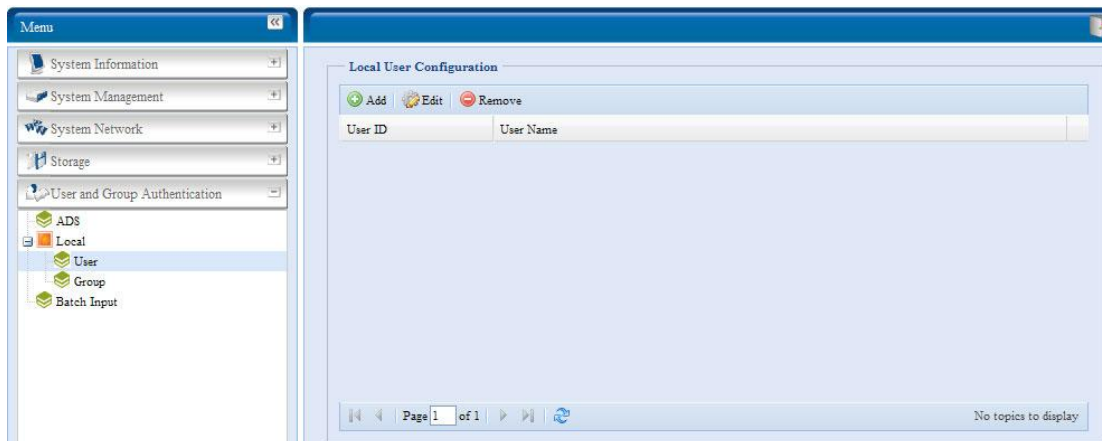 Menu
System Information
System Management
WWW System Network
Storage
User and Group Authentication
ADS
Local
User
Group
Batch Input
Local User Configuration
Add Edit Remove
User ID User Name
Page 1 of 1 No topics to display